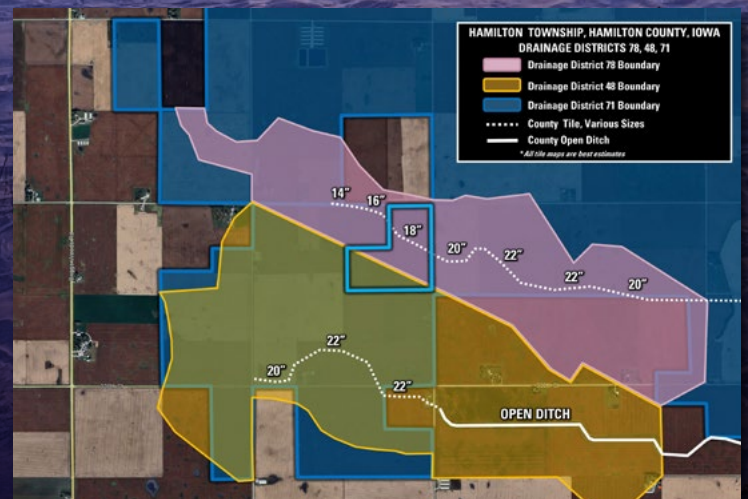 HAMILTON TOWNSHIP, HAMILTON COUNTY, IOWA
DRAINAGE DISTRICTS 78, 48, 71
Drainage District 78 Boundary
Drainage District 48 Boundary
Drainage District 71 Boundary
County Tile, Various Sizes
County Open Ditch
* All tile maps are best estimates
14"
16"
18"
20"
22"
22"
20"
22"
20"
22"
OPEN DITCH